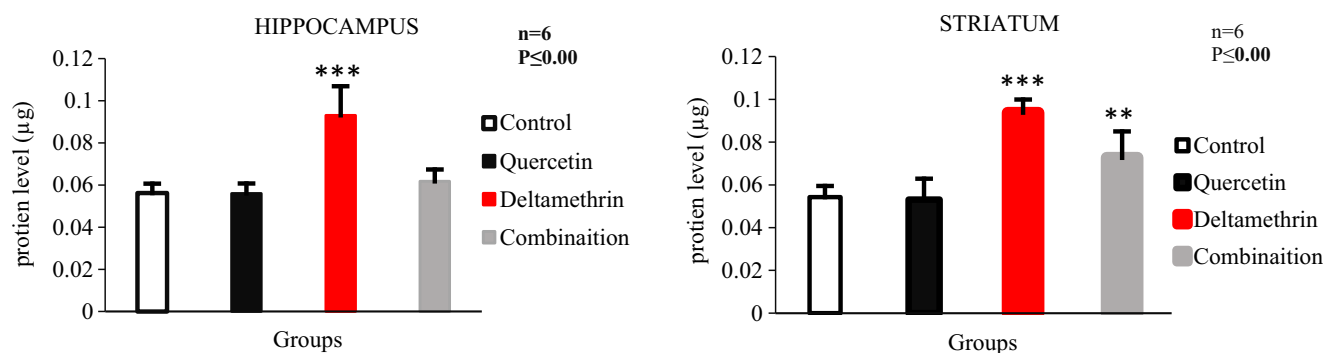 HIPPOCAMPUS
n=6
P≤0.00
0.12
0.1
0.08
0.06
0.04
0.02
0
protien level (µg)
***
Control
Quercetin
Deltamethrin
Combinaition
Groups
STRIATUM
n=6
P≤0.00
0.12
0.1
0.08
0.06
0.04
0.02
0
protien level (µg)
***
**
Control
Quercetin
Deltamethrin
Combinaition
Groups